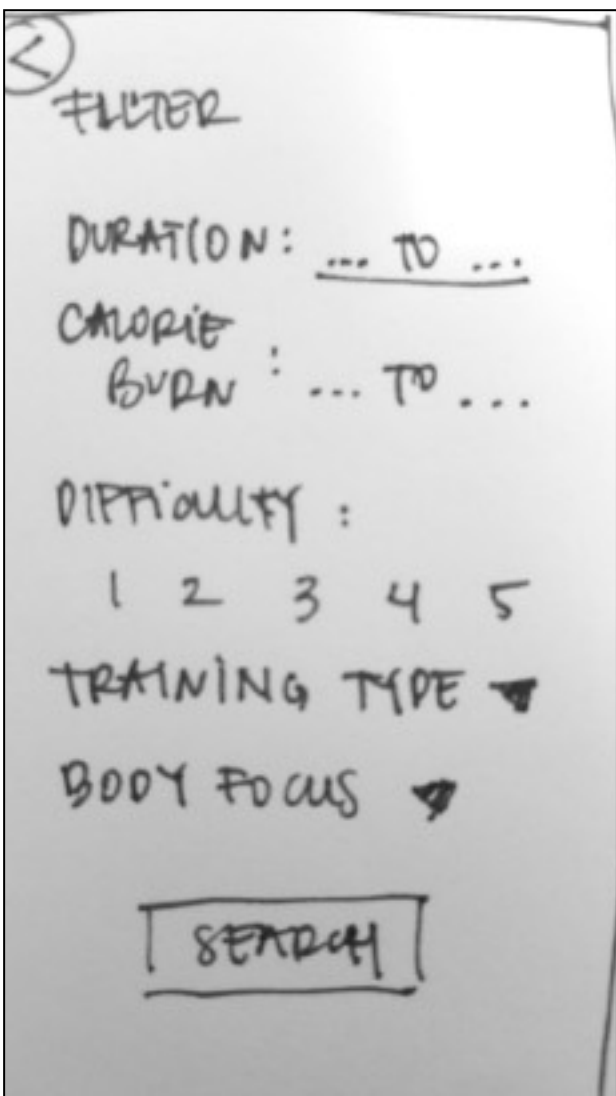 <
FILTER
DURATION: ... TO ...
CALORIE
BURN : ... TO ...
DIFFICULTY :
1 2 3 4 5
TRAINING TYPE
BODY FOCUS
SEARCH